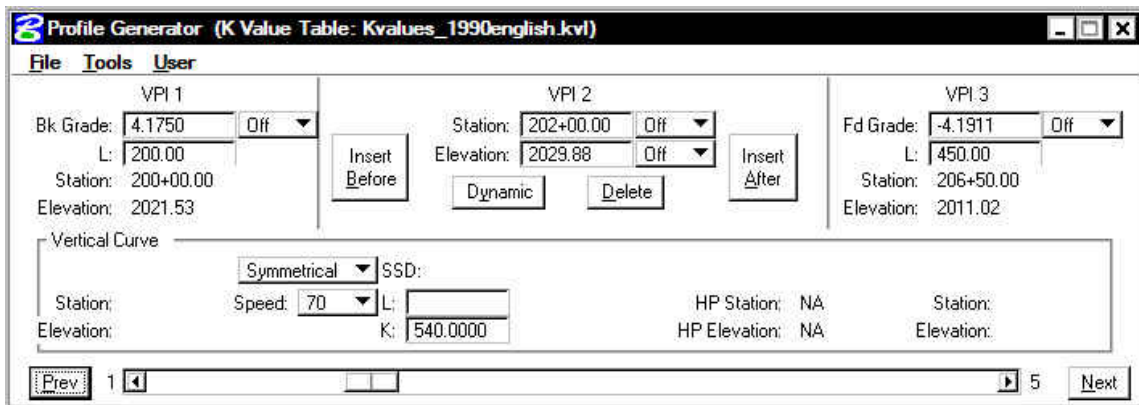 Profile Generator (K Value Table: Kvalues_1990english.kvl)
File Tools User
VPI 1 VPI 2 VPI 3
Bk Grade: 4.1750 Off Station: 202+00.00 Off Fd Grade: -4.1911 Off
L: 200.00 Insert Before Elevation: 2029.88 Off Insert After L: 450.00
Station: 200+00.00 Dynamic Delete Station: 206+50.00
Elevation: 2021.53 Elevation: 2011.02
Vertical Curve
Symmetrical SSD:
Station: Speed: 70 L: HP Station: NA Station:
Elevation: K: 540.0000 HP Elevation: NA Elevation:
Prev 1 5 Next